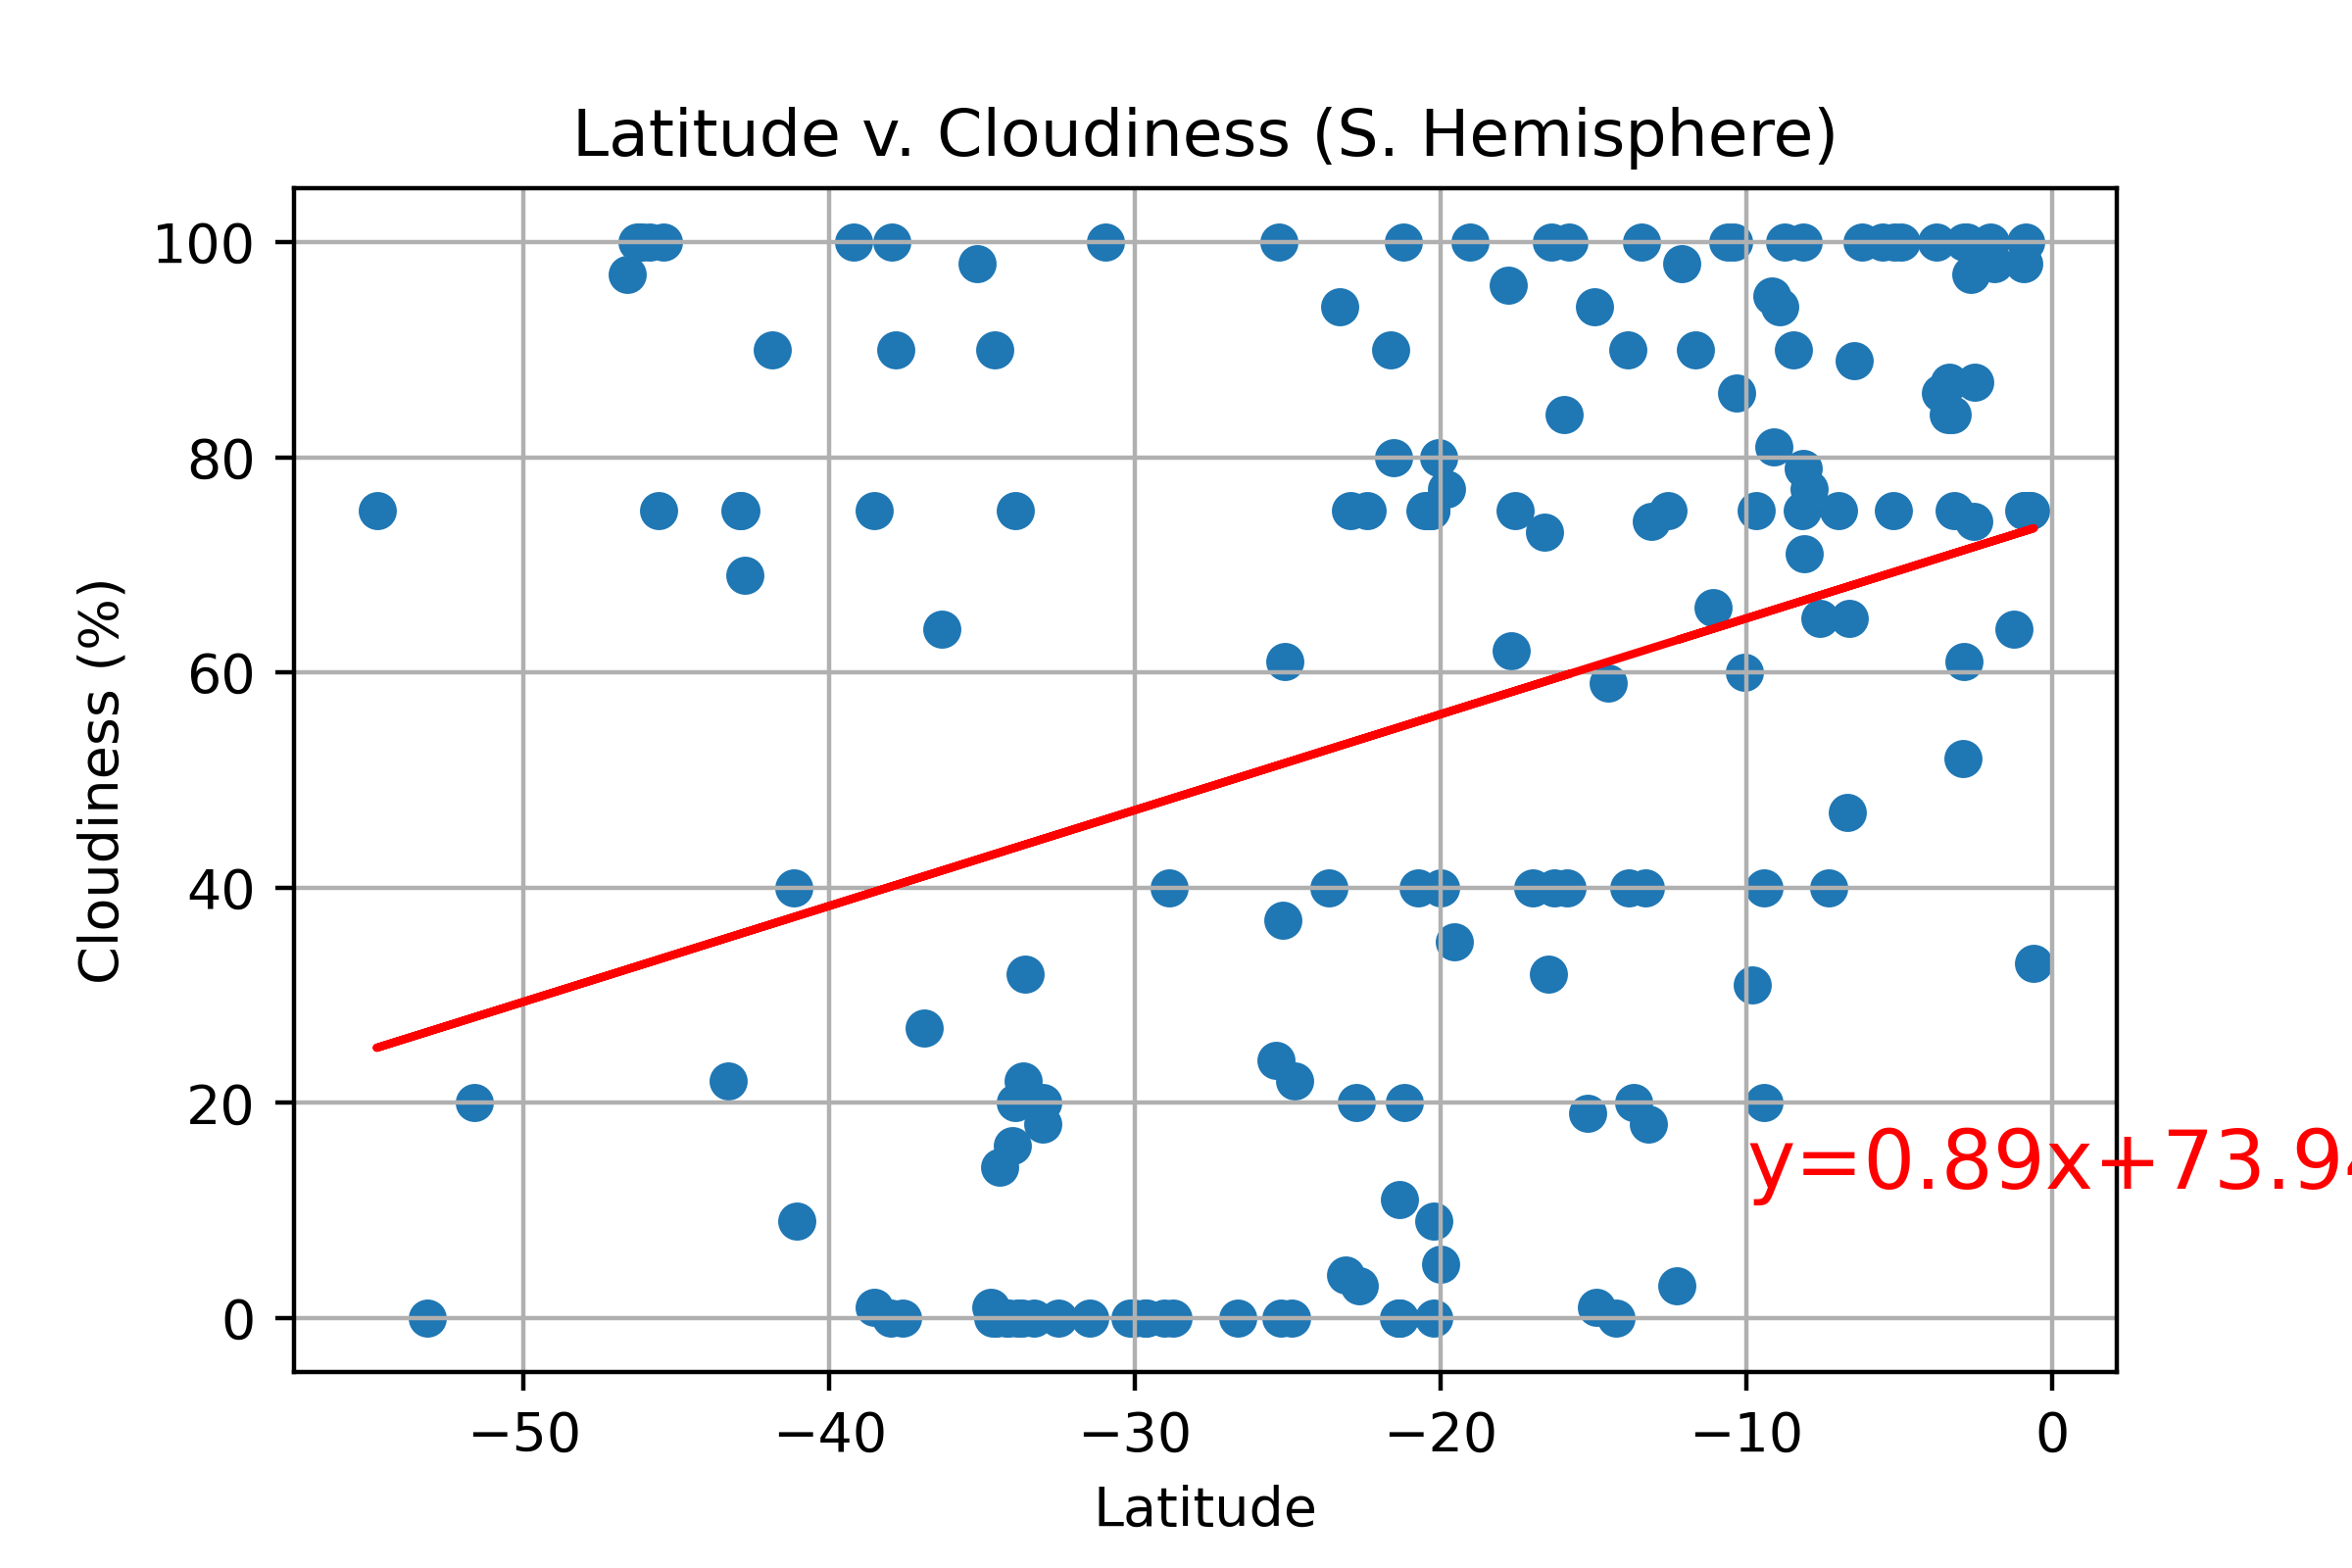 Latitude v. Cloudiness (S. Hemisphere)
100
80
60
40
20
0
Cloudiness (%)
y=0.89x+73.94
−50 −40 −30 −20 −10 0
Latitude